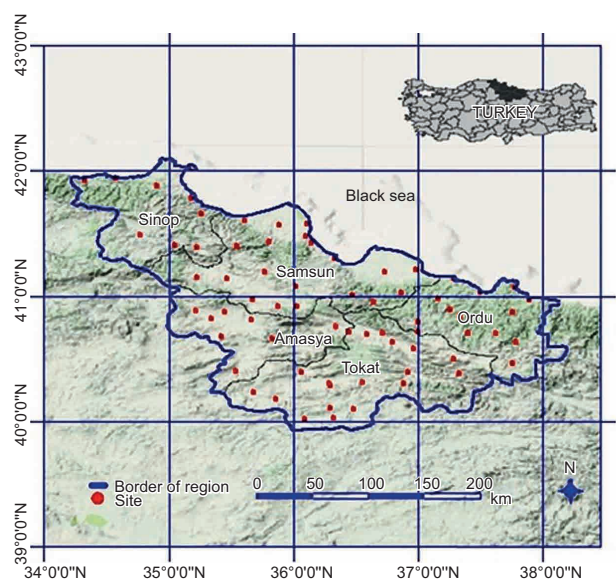 43°0'0"N
42°0'0"N
41°0'0"N
40°0'0"N
39°0'0"N
TURKEY
Black sea
Sinop
Samsun
Ordu
Amasya
Tokat
Border of region
Site
0 50 100 150 200
km
N
34°0'0"N 35°0'0"N 36°0'0"N 37°0'0"N 38°0'0"N